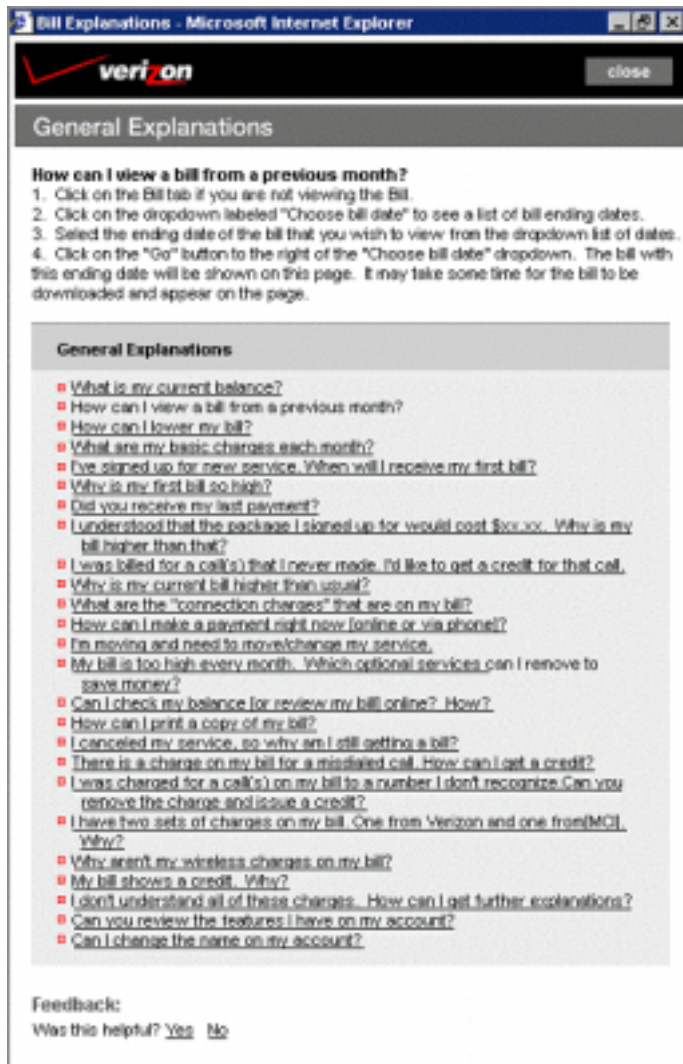 Bill Explanations - Microsoft Internet Explorer
verizon
close
General Explanations
How can I view a bill from a previous month?
1. Click on the Bill tab if you are not viewing the Bill.
2. Click on the dropdown labeled "Choose bill date" to see a list of bill ending dates.
3. Select the ending date of the bill that you wish to view from the dropdown list of dates.
4. Click on the "Go" button to the right of the "Choose bill date" dropdown. The bill with
this ending date will be shown on this page. It may take some time for the bill to be
downloaded and appear on the page.
General Explanations
What is my current balance?
How can I view a bill from a previous month?
How can I lower my bill?
What are my basic charges each month?
I've signed up for new service. When will I receive my first bill?
Why is my first bill so high?
Did you receive my last payment?
I understood that the package I signed up for would cost $xx.xx. Why is my
bill higher than that?
I was billed for a call(s) that I never made. I'd like to get a credit for that call.
Why is my current bill higher than usual?
What are the "connection charges" that are on my bill?
How can I make a payment right now [online or via phone]?
I'm moving and need to move/change my service.
My bill is too high every month. Which optional services can I remove to
save money?
Can I check my balance [or review my bill] online? How?
How can I print a copy of my bill?
I canceled my service, so why am I still getting a bill?
There is a charge on my bill for a misdialed call. How can I get a credit?
I was charged for a call(s) on my bill to a number I don't recognize.Can you
remove the charge and issue a credit?
I have two sets of charges on my bill. One from Verizon and one from[MCI].
Why?
Why aren't my wireless charges on my bill?
My bill shows a credit. Why?
I don't understand all of these charges. How can I get further explanations?
Can you review the features I have on my account?
Can I change the name on my account?
Feedback:
Was this helpful? Yes No